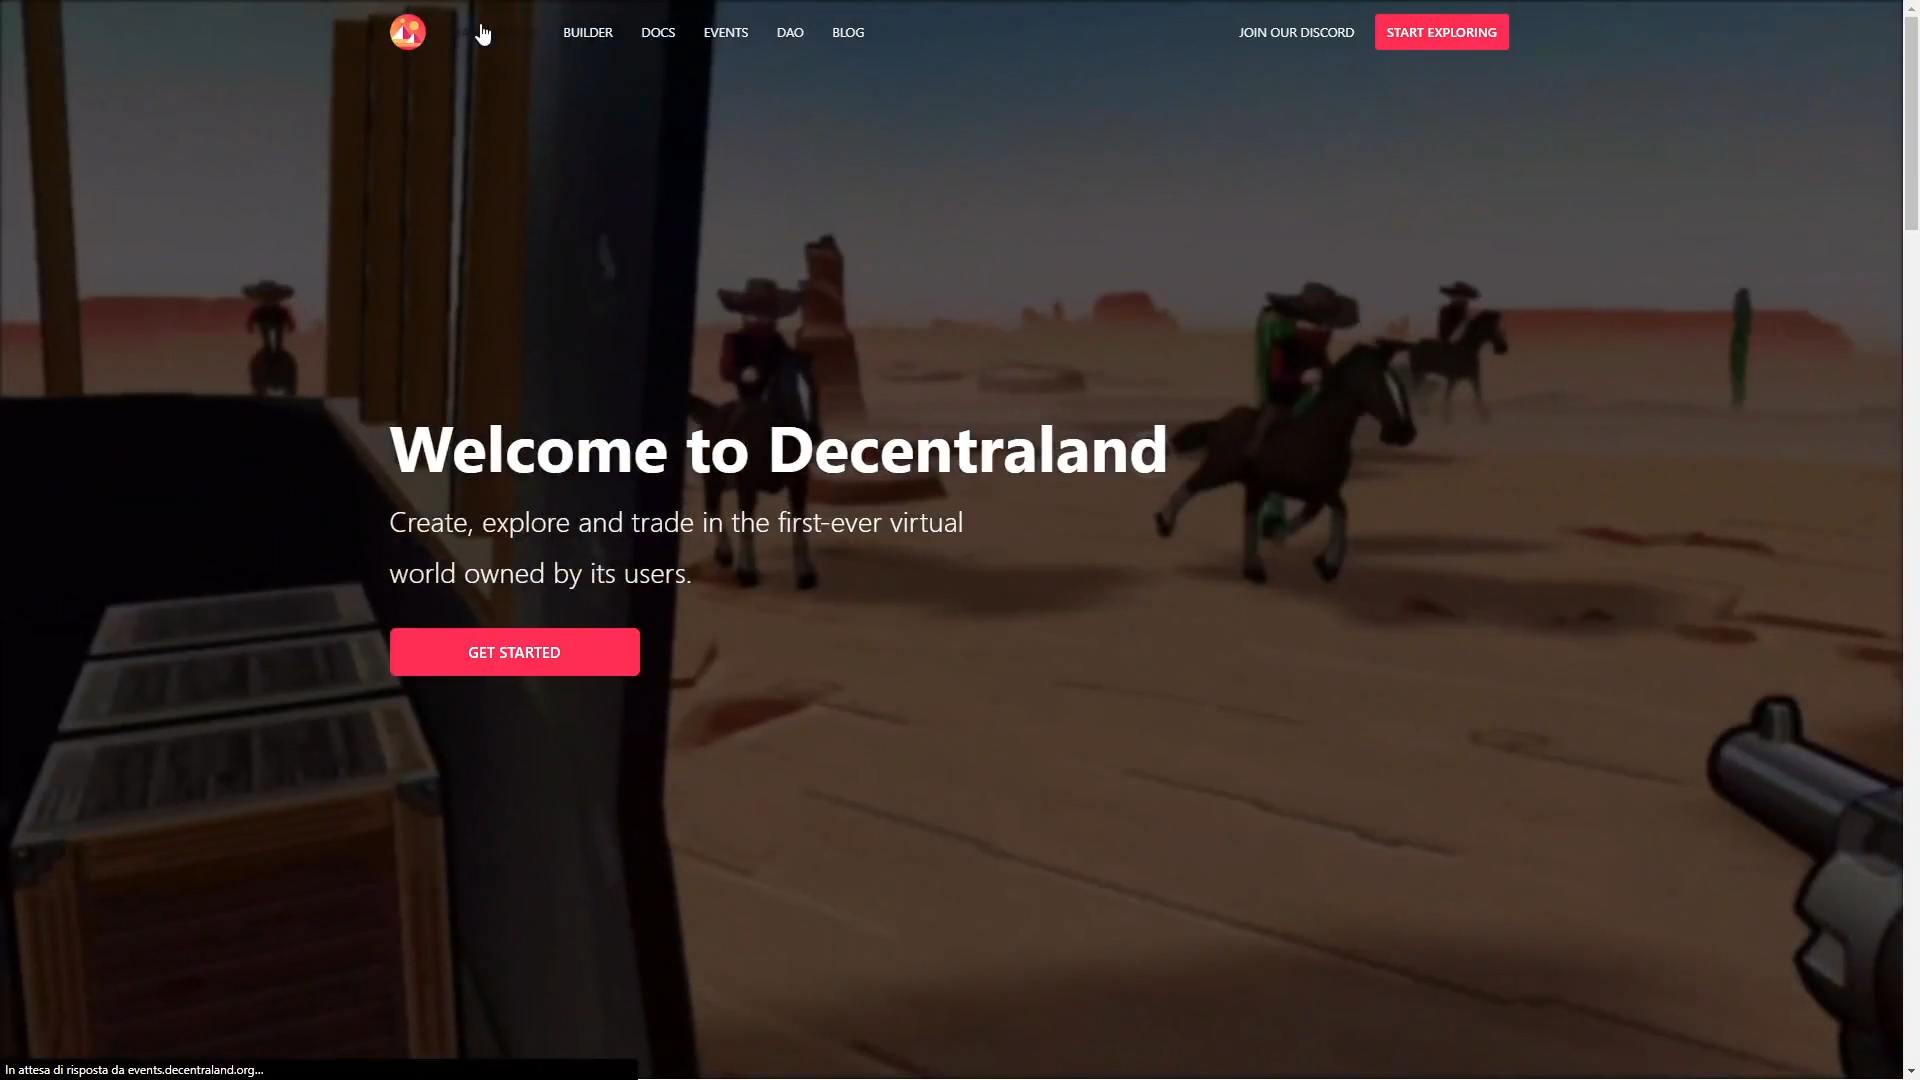 BUILDER DOCS EVENTS DAO BLOG JOIN OUR DISCORD START EXPLORING
Welcome to Decentraland
Create, explore and trade in the first-ever virtual
world owned by its users.
GET STARTED
In attesa di risposta da events.decentraland.org...